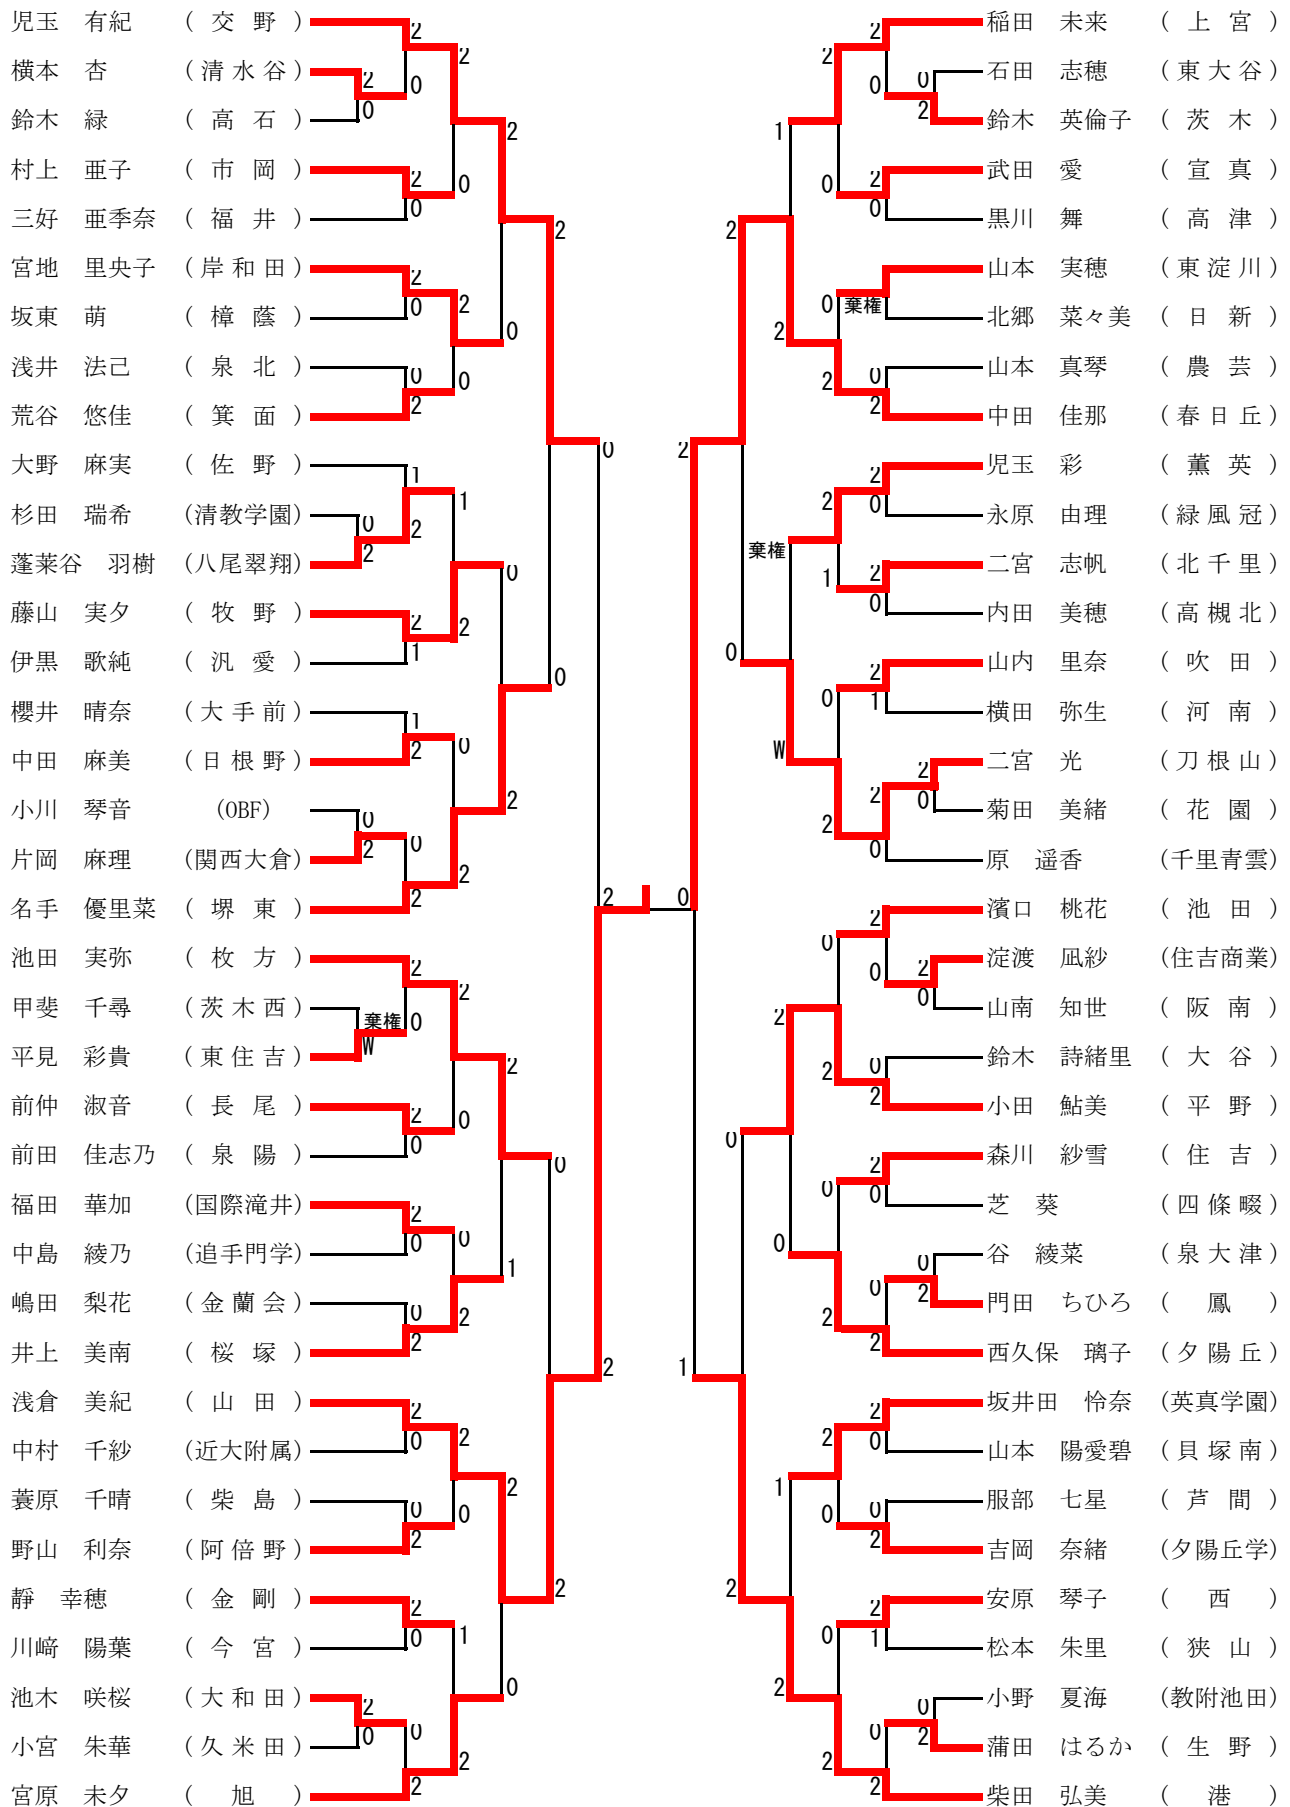 児玉 有紀 ( 交 野 )
横本 杏 ( 清 水 谷 )
鈴木 緑 ( 高 石 )
村上 亜子 ( 市 岡 )
三好 亜季奈 ( 福 井 )
宮地 里央子 ( 岸 和 田 )
坂東 萌 ( 樟 蔭 )
浅井 法己 ( 泉 北 )
荒谷 悠佳 ( 箕 面 )
大野 麻実 ( 佐 野 )
杉田 瑞希 (清教学園)
蓬莱谷 羽樹 (八尾翠翔)
藤山 実夕 ( 牧 野 )
伊黒 歌純 ( 汎 愛 )
櫻井 晴奈 ( 大 手 前 )
中田 麻美 ( 日 根 野 )
小川 琴音 (OBF)
片岡 麻理 (関西大倉)
名手 優里菜 ( 堺 東 )
池田 実弥 ( 枚 方 )
甲斐 千尋 ( 茨 木 西 )
棄権
W
平見 彩貴 ( 東 住 吉 )
前仲 淑音 ( 長 尾 )
前田 佳志乃 ( 泉 陽 )
福田 華加 (国際滝井)
中島 綾乃 (追手門学)
嶋田 梨花 ( 金 蘭 会 )
井上 美南 ( 桜 塚 )
浅倉 美紀 ( 山 田 )
中村 千紗 (近大附属)
蓑原 千晴 ( 柴 島 )
野山 利奈 ( 阿 倍 野 )
靜 幸穂 ( 金 剛 )
川﨑 陽葉 ( 今 宮 )
池木 咲桜 ( 大 和 田 )
小宮 朱華 ( 久 米 田 )
宮原 未夕 ( 旭 )
稲田 未来 ( 上 宮 )
石田 志穂 ( 東 大 谷 )
鈴木 英倫子 ( 茨 木 )
武田 愛 ( 宣 真 )
黒川 舞 ( 高 津 )
山本 実穂 ( 東 淀 川 )
棄権
北郷 菜々美 ( 日 新 )
山本 真琴 ( 農 芸 )
中田 佳那 ( 春 日 丘 )
児玉 彩 ( 薫 英 )
永原 由理 ( 緑 風 冠 )
棄権
二宮 志帆 ( 北 千 里 )
内田 美穂 ( 高 槻 北 )
山内 里奈 ( 吹 田 )
横田 弥生 ( 河 南 )
W
二宮 光 ( 刀 根 山 )
菊田 美緒 ( 花 園 )
原 遥香 (千里青雲)
濱口 桃花 ( 池 田 )
淀渡 凪紗 (住吉商業)
山南 知世 ( 阪 南 )
鈴木 詩緒里 ( 大 谷 )
小田 鮎美 ( 平 野 )
森川 紗雪 ( 住 吉 )
芝 葵 ( 四 條 畷 )
谷 綾菜 ( 泉 大 津 )
門田 ちひろ ( 鳳 )
西久保 璃子 ( 夕 陽 丘 )
坂井田 怜奈 (英真学園)
山本 陽愛碧 ( 貝 塚 南 )
服部 七星 ( 芦 間 )
吉岡 奈緒 (夕陽丘学)
安原 琴子 ( 西 )
松本 朱里 ( 狭 山 )
小野 夏海 (教附池田)
蒲田 はるか ( 生 野 )
柴田 弘美 ( 港 )